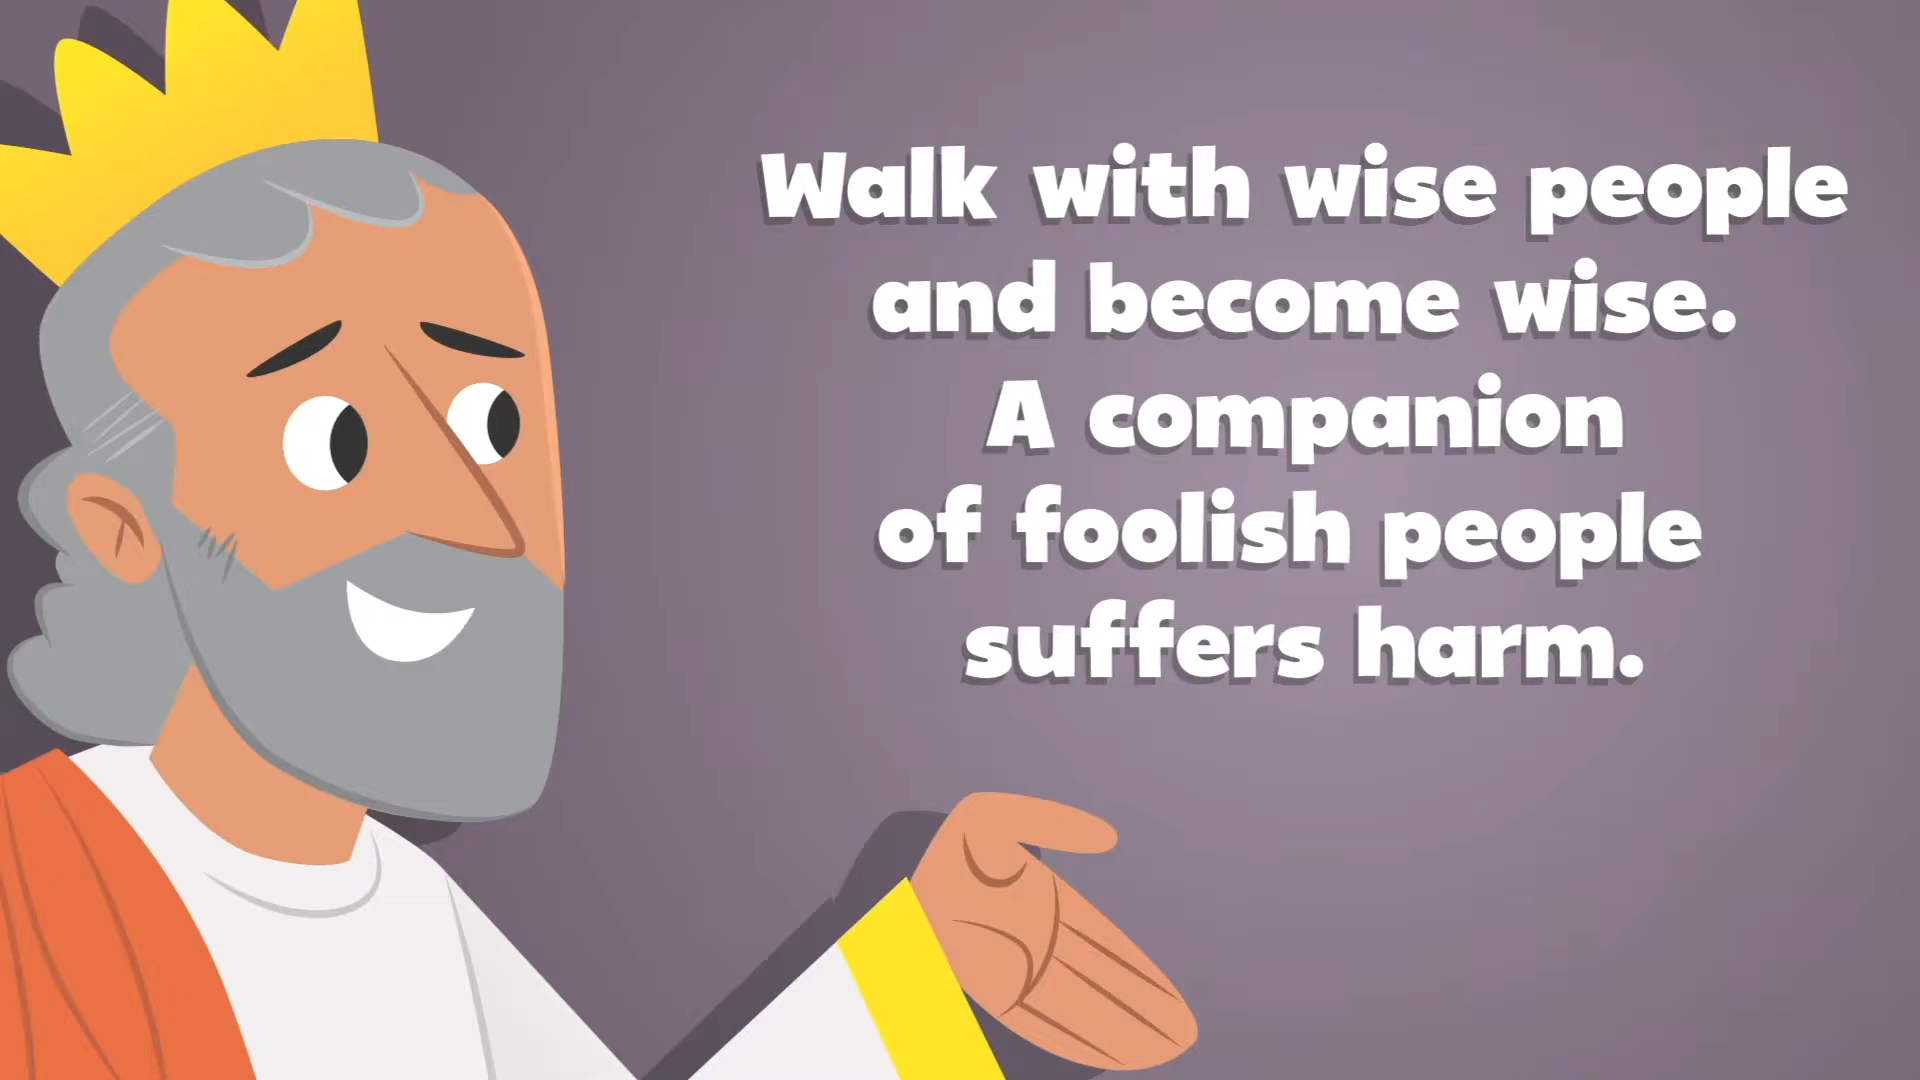 Walk with wise people
and become wise.
A companion
of foolish people
suffers harm.